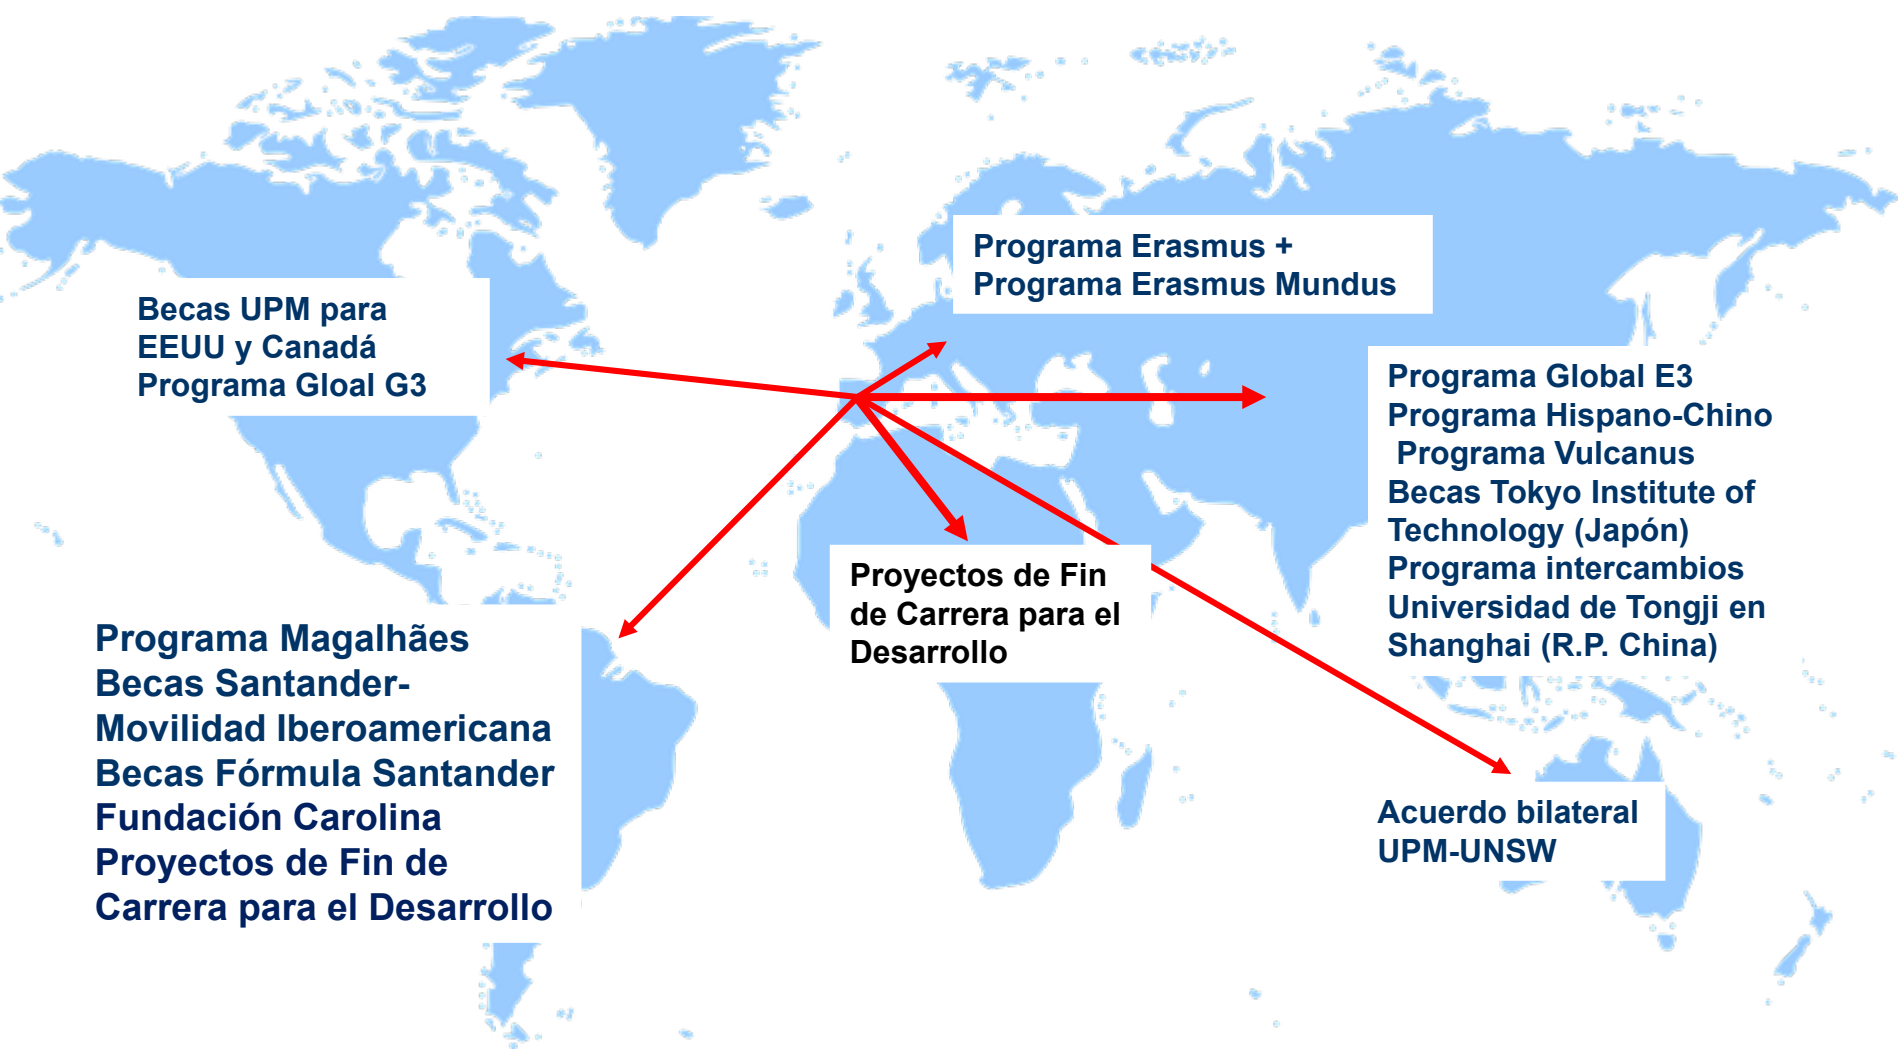 Programa Erasmus +
Programa Erasmus Mundus
Becas UPM para
EEUU y Canadá
Programa Gloal G3
Programa Global E3
Programa Hispano-Chino
Programa Vulcanus
Becas Tokyo Institute of
Technology (Japón)
Programa intercambios
Universidad de Tongji en
Shanghai (R.P. China)
Proyectos de Fin
de Carrera para el
Desarrollo
Programa Magalhães
Becas Santander-
Movilidad Iberoamericana
Becas Fórmula Santander
Fundación Carolina
Proyectos de Fin de
Carrera para el Desarrollo
Acuerdo bilateral
UPM-UNSW